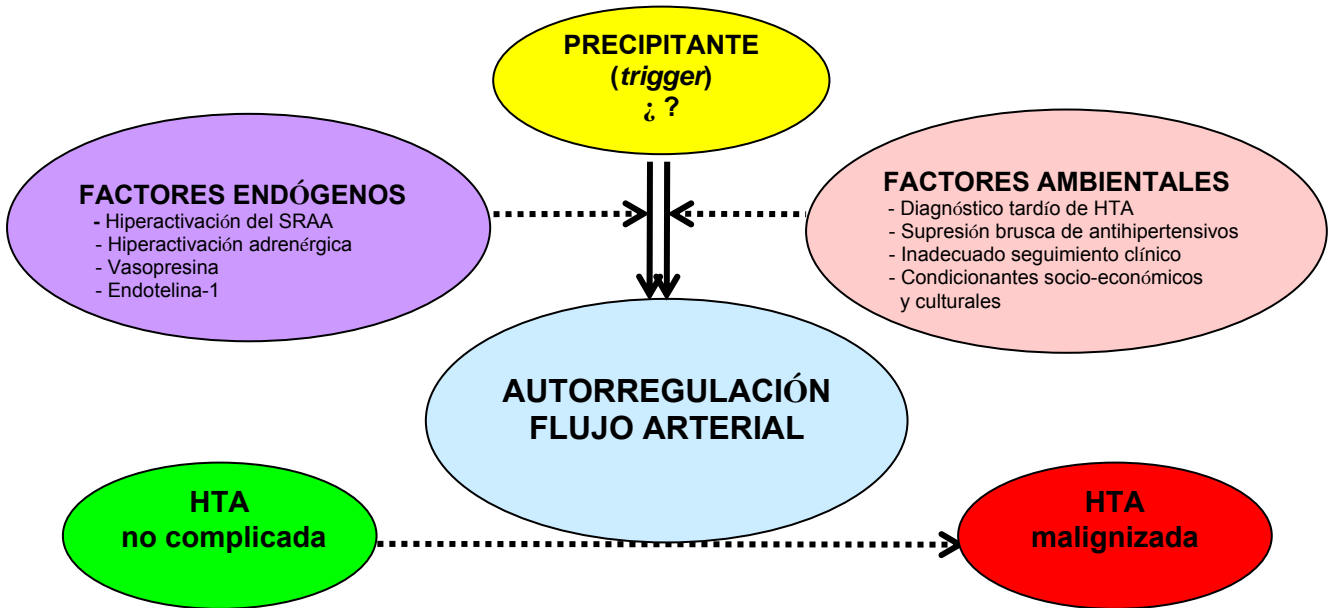 PRECIPITANTE
(trigger)
¿ ?
FACTORES ENDÓGENOS
- Hiperactivación del SRAA
- Hiperactivación adrenérgica
- Vasopresina
- Endotelina-1
FACTORES AMBIENTALES
- Diagnóstico tardío de HTA
- Supresión brusca de antihipertensivos
- Inadecuado seguimiento clínico
- Condicionantes socio-económicos
y culturales
AUTORREGULACIÓN
FLUJO ARTERIAL
HTA
no complicada
HTA
malignizada